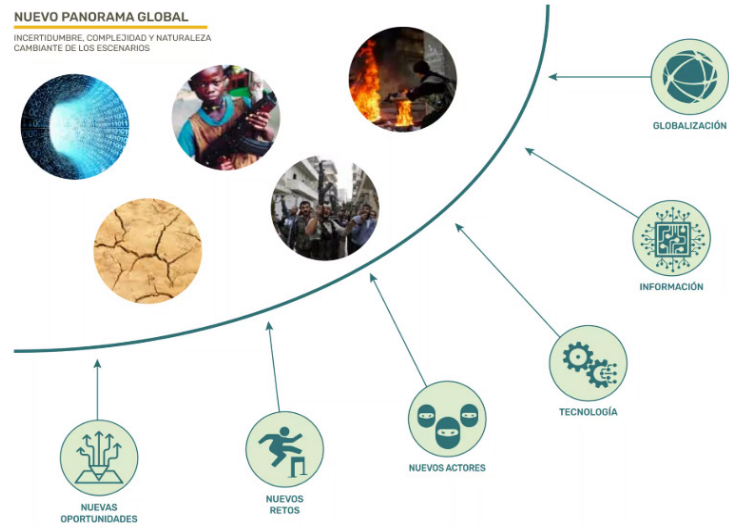 NUEVO PANORAMA GLOBAL
INCERTIDUMBRE, COMPLEJIDAD Y NATURALEZA
CAMBIANTE DE LOS ESCENARIOS
GLOBALIZACIÓN
INFORMACIÓN
TECNOLOGÍA
NUEVOS ACTORES
NUEVOS
RETOS
NUEVAS
OPORTUNIDADES